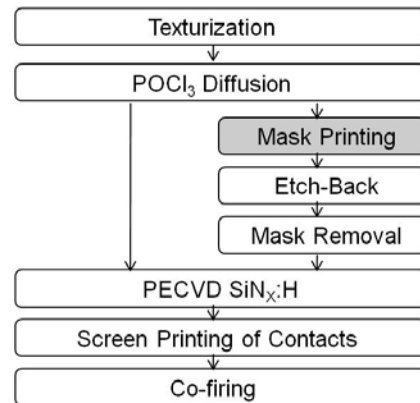 Texturization
POCl₃ Diffusion
Mask Printing
Etch-Back
Mask Removal
PECVD SiNₓ:H
Screen Printing of Contacts
Co-firing